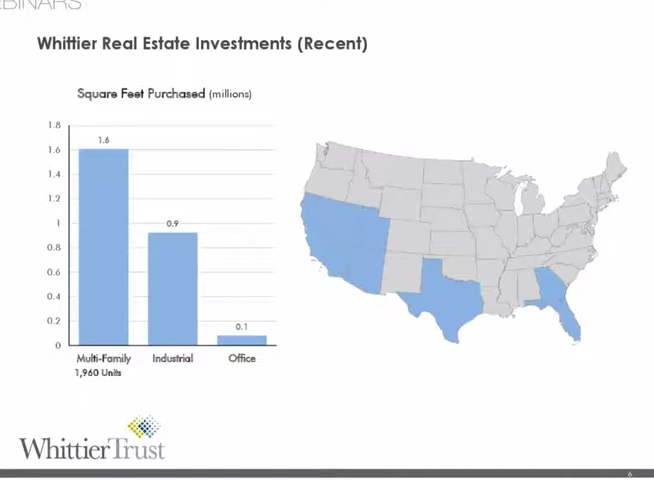 EBINARS
Whittier Real Estate Investments (Recent)
Square Feet Purchased (millions)
1.8
1.6
1.4
1.2
1
0.8
0.6
0.4
0.2
0
1.6
0.9
0.1
Multi-Family
1,960 Units
Industrial
Office
WhittierTrust
6